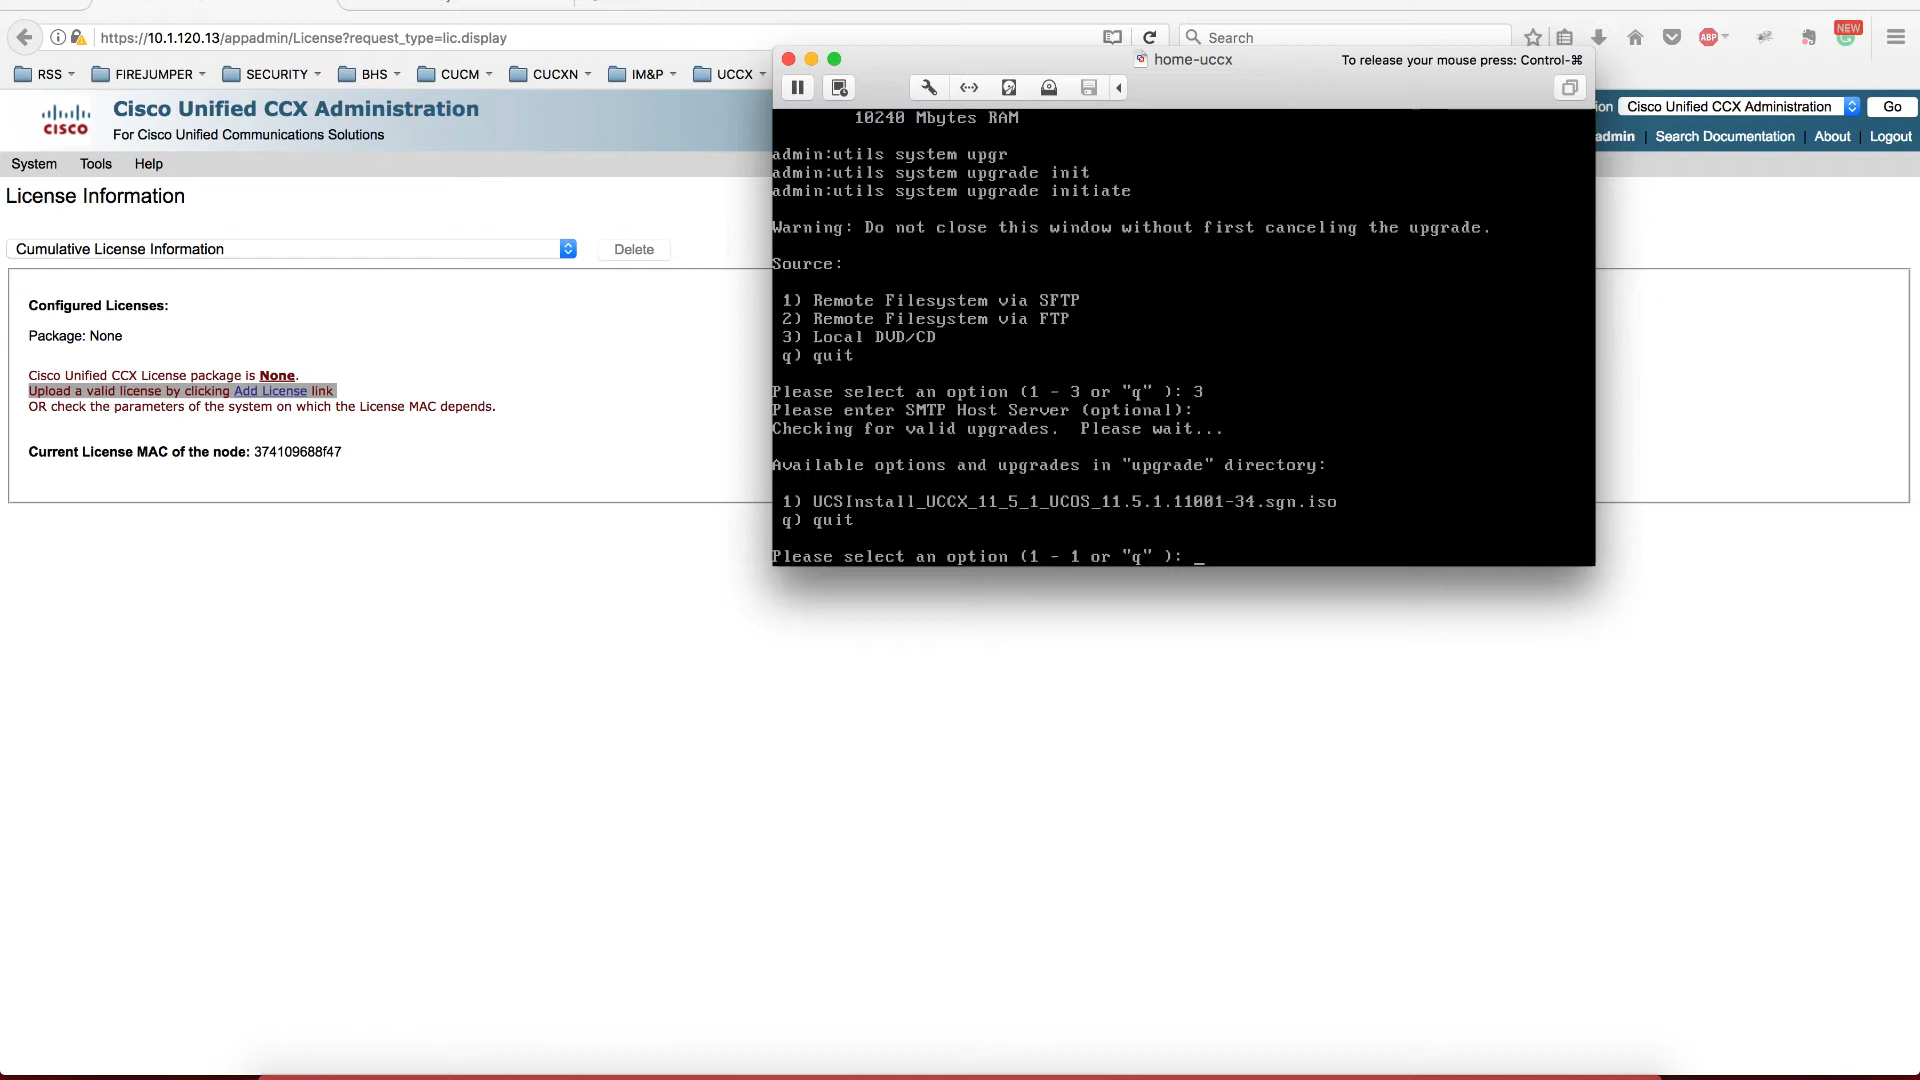 https://10.1.120.13/appadmin/License?request_type=lic.display
Search
NEW
ABP
RSS
FIREJUMPER
SECURITY
BHS
CUCM
CUCXN
IM&P
UCCX
CISCO
Cisco Unified CCX Administration
For Cisco Unified Communications Solutions
ion
Cisco Unified CCX Administration
Go
admin | Search Documentation | About | Logout
System
Tools
Help
License Information
Cumulative License Information
Delete
Configured Licenses:
Package: None
Cisco Unified CCX License package is None.
Upload a valid license by clicking Add License link
OR check the parameters of the system on which the License MAC depends.
Current License MAC of the node: 374109688f47
home-uccx
To release your mouse press: Control-⌘
10240 Mbytes RAM
admin:utils system upgr
admin:utils system upgrade init
admin:utils system upgrade initiate
Warning: Do not close this window without first canceling the upgrade.
Source:
1) Remote Filesystem via SFTP
2) Remote Filesystem via FTP
3) Local DVD/CD
q) quit
Please select an option (1 - 3 or "q" ): 3
Please enter SMTP Host Server (optional):
Checking for valid upgrades.  Please wait...
Available options and upgrades in "upgrade" directory:
1) UCSInstall_UCCX_11_5_1_UCOS_11.5.1.11001-34.sgn.iso
q) quit
Please select an option (1 - 1 or "q" ): _